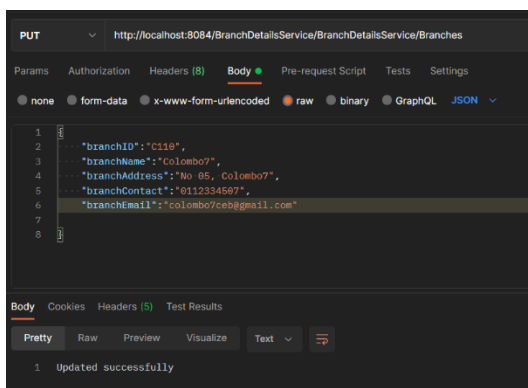 PUT http://localhost:8084/BranchDetailsService/BranchDetailsService/Branches
Params Authorization Headers (8) Body Pre-request Script Tests Settings
none form-data x-www-form-urlencoded raw binary GraphQL JSON
1 {
2 "branchID":"C110",
3 "branchName":"Colombo7",
4 "branchAddress":"No 05, Colombo7",
5 "branchContact":"0112334507",
6 "branchEmail":"colombo7ceb@gmail.com"
7
8 }
Body Cookies Headers (5) Test Results
Pretty Raw Preview Visualize Text
1 Updated successfully